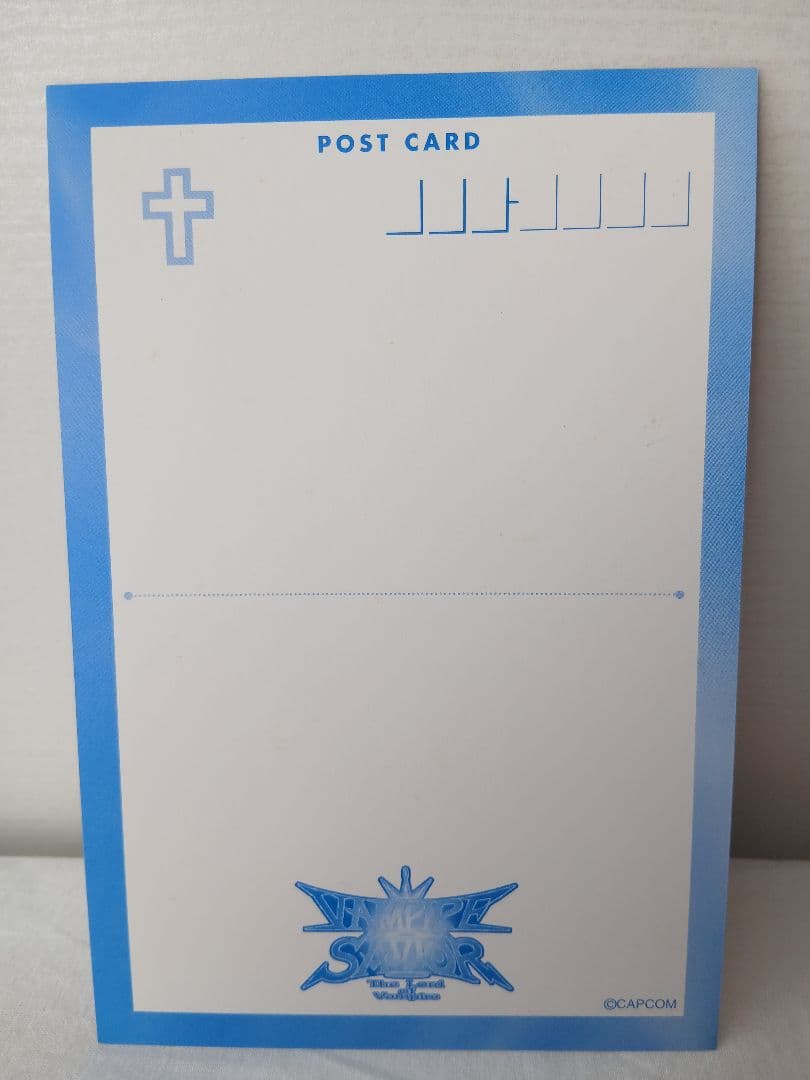 POST CARD
VAMPIRE
SAVIOR
The Lord
of
Vampire
©CAPCOM